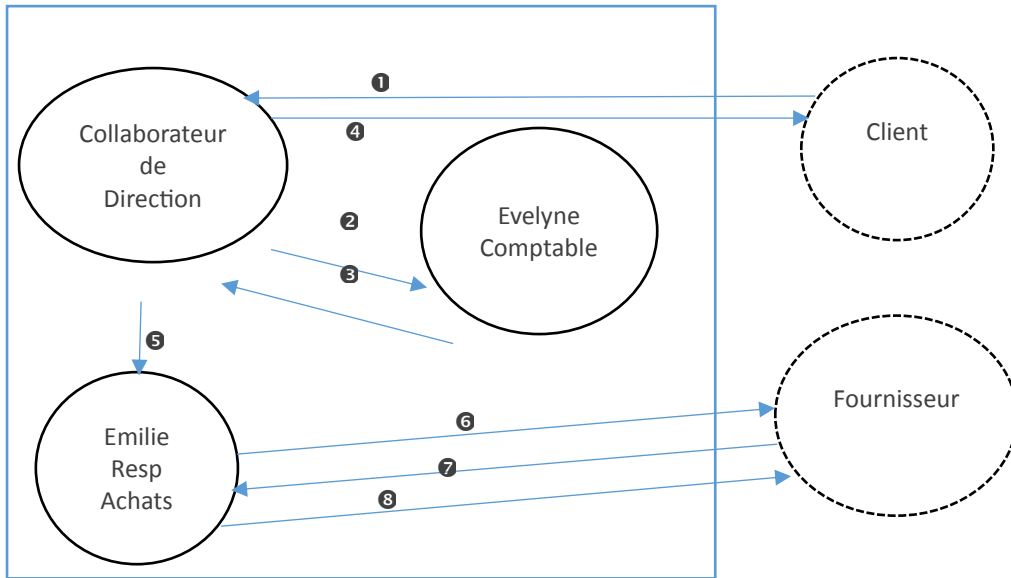 ❶
❹
Collaborateur
de
Direction
Client
Evelyne
Comptable
❷
❸
❺
Fournisseur
❻
Emilie
Resp
Achats
❼
❽